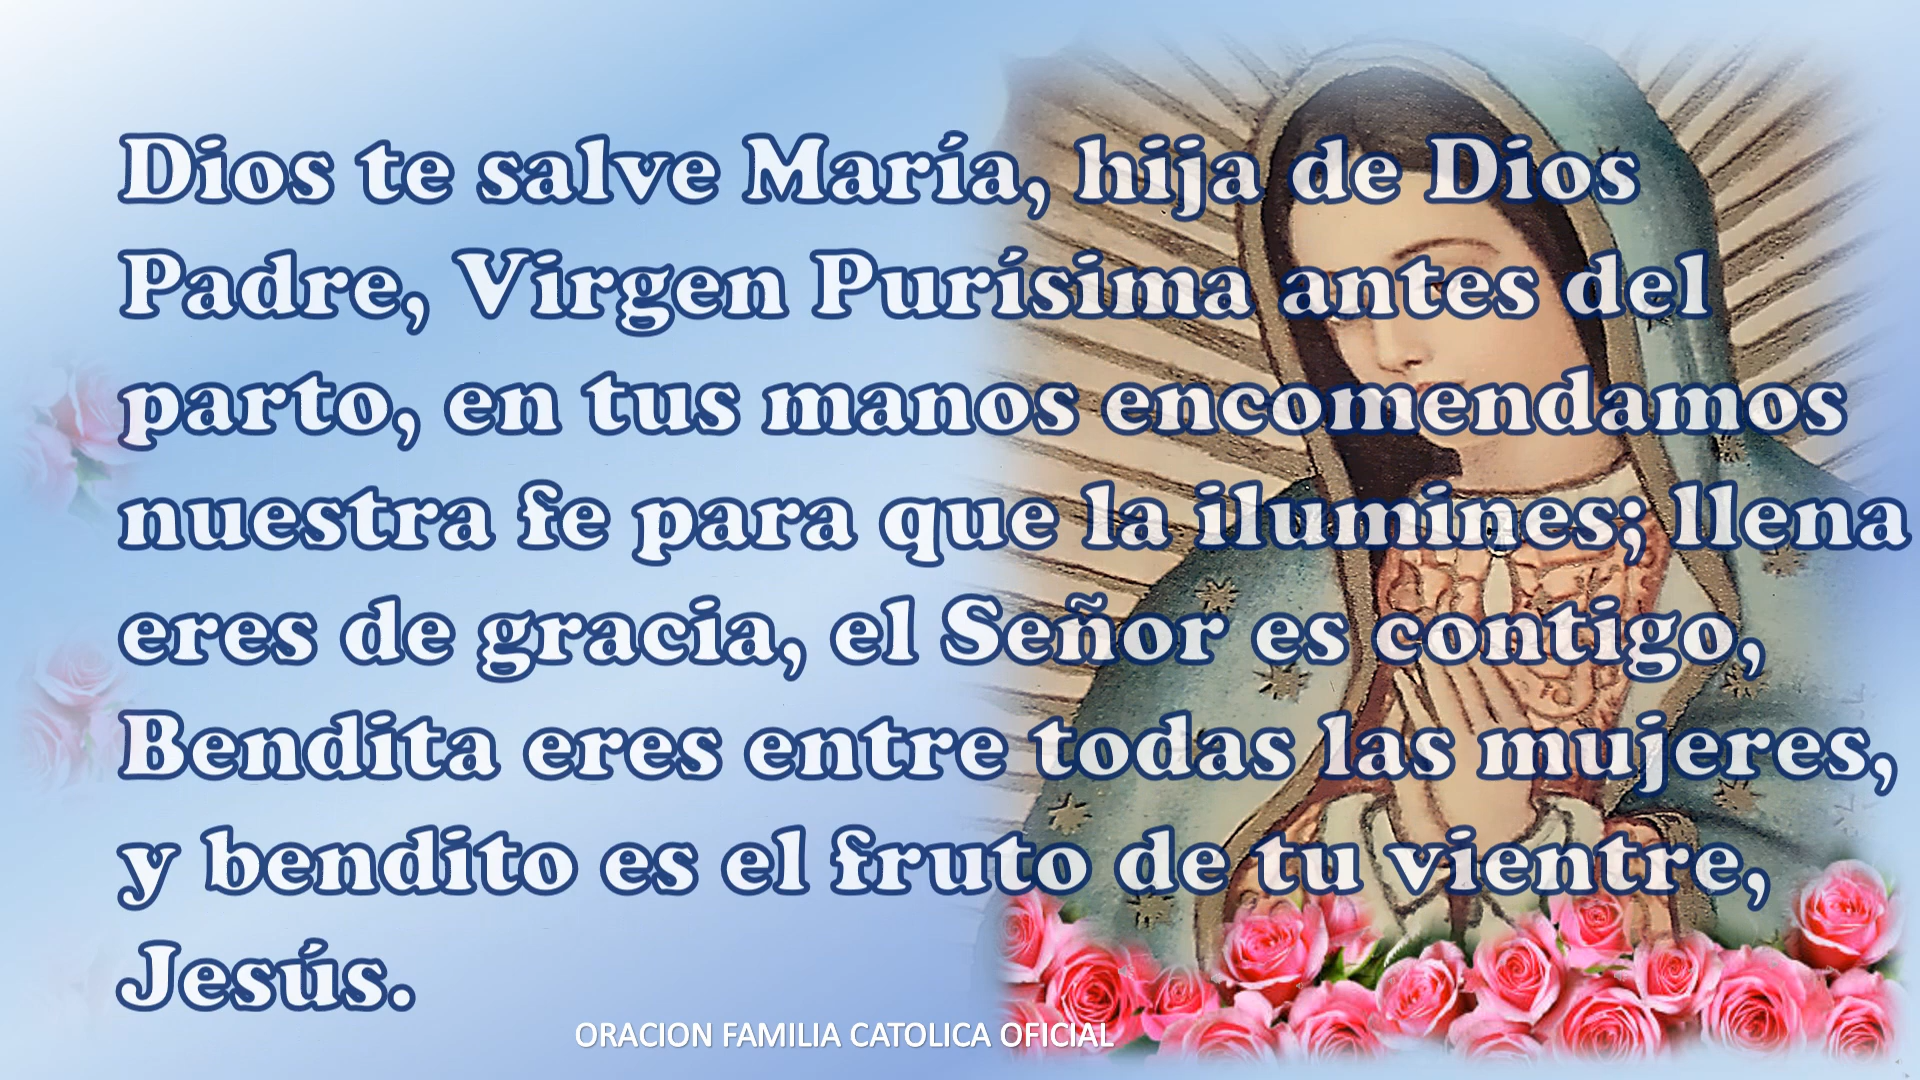 Dios te salve María, hija de Dios
Padre, Virgen Purísima antes del
parto, en tus manos encomendamos
nuestra fe para que la ilumines; llena
eres de gracia, el Señor es contigo,
Bendita eres entre todas las mujeres,
y bendito es el fruto de tu vientre,
Jesús.
ORACION FAMILIA CATOLICA OFICIAL